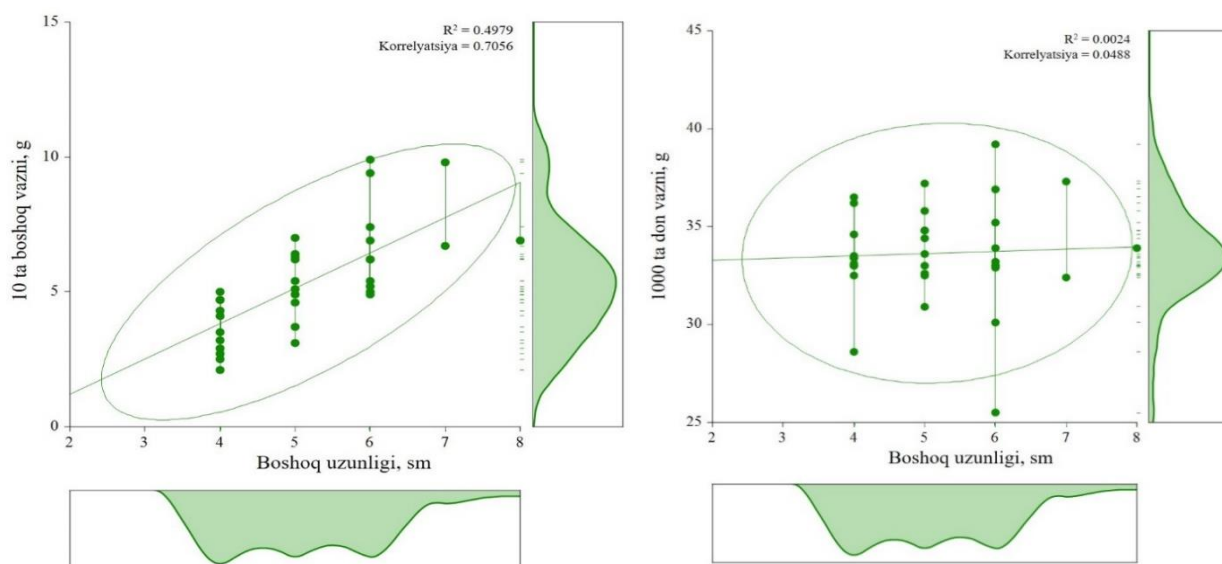 R² = 0.4979
Korrelyatsiya = 0.7056
15
10
5
0
10 ta boshoq vazni, g
2 3 4 5 6 7 8
Boshoq uzunligi, sm
R² = 0.0024
Korrelyatsiya = 0.0488
45
40
35
30
25
1000 ta don vazni, g
2 3 4 5 6 7 8
Boshoq uzunligi, sm